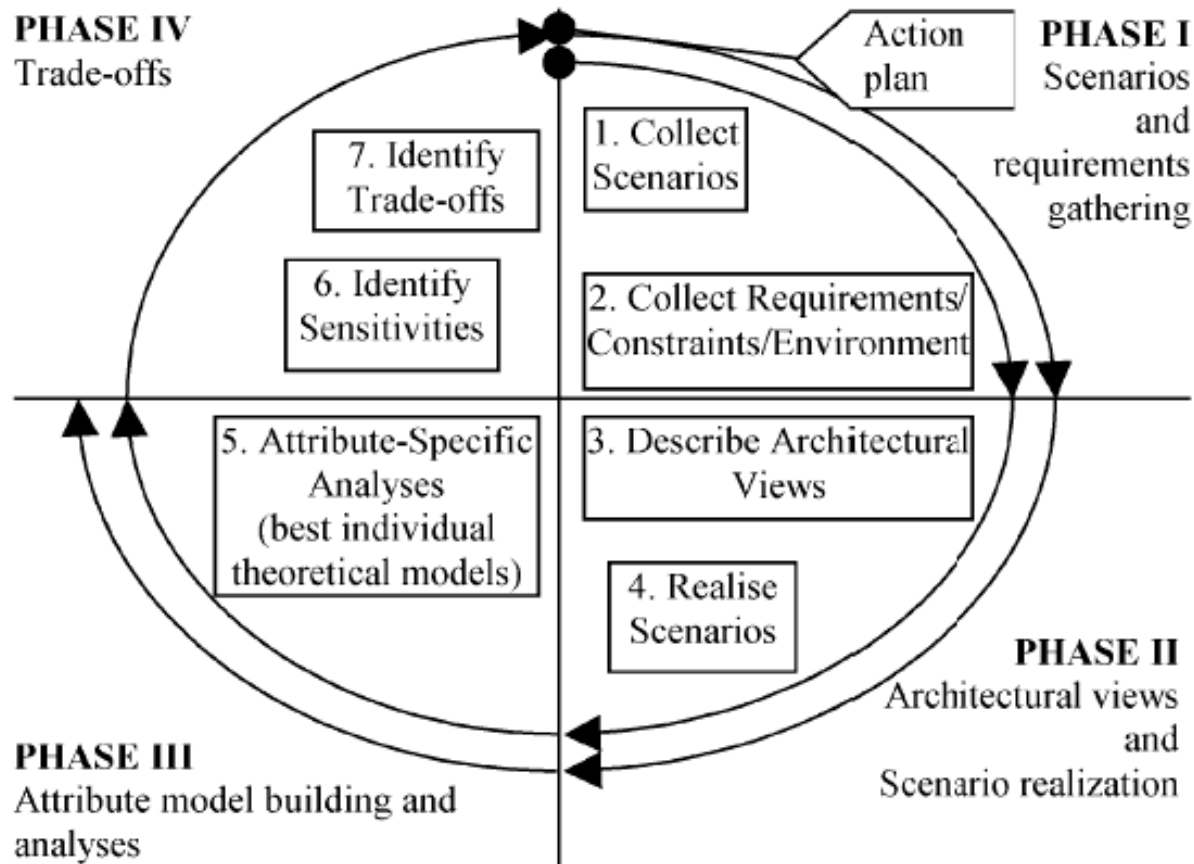 PHASE IV
Trade-offs
Action
plan
PHASE I
Scenarios
and
requirements
gathering
7. Identify
Trade-offs
1. Collect
Scenarios
6. Identify
Sensitivities
2. Collect Requirements/
Constraints/Environment
5. Attribute-Specific
Analyses
(best individual
theoretical models)
3. Describe Architectural
Views
4. Realise
Scenarios
PHASE III
Attribute model building and
analyses
PHASE II
Architectural views
and
Scenario realization